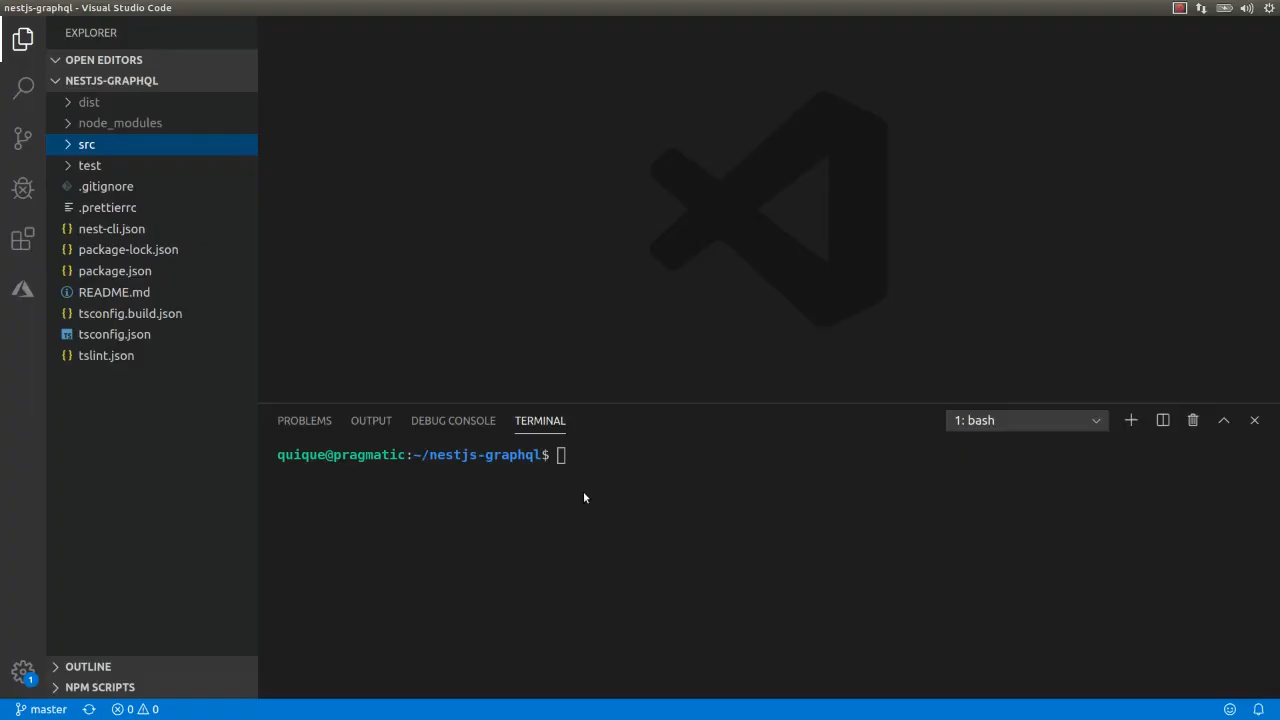 nestjs-graphql - Visual Studio Code
EXPLORER
OPEN EDITORS
NESTJS-GRAPHQL
dist
node_modules
src
test
.gitignore
.prettierrc
nest-cli.json
package-lock.json
package.json
README.md
tsconfig.build.json
tsconfig.json
tslint.json
OUTLINE
NPM SCRIPTS
PROBLEMS OUTPUT DEBUG CONSOLE TERMINAL 1: bash
quique@pragmatic:~/nestjs-graphql$
1
master 0 0